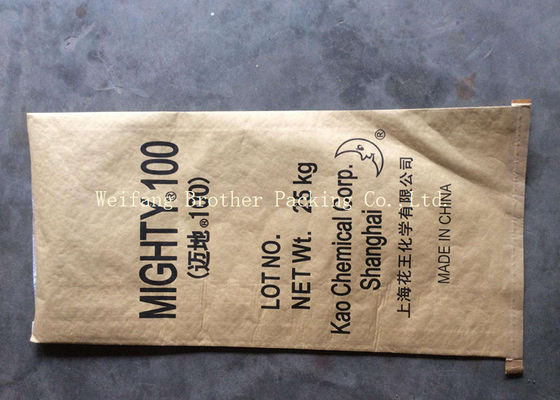 MIGHTY®100
(迈地®100)
LOT NO.
NET Wt. 25 kg
Kao Chemical Corp.
Shanghai
®
上海花王化学有限公司
MADE IN CHINA
Weifang Brother Packing Co., Ltd